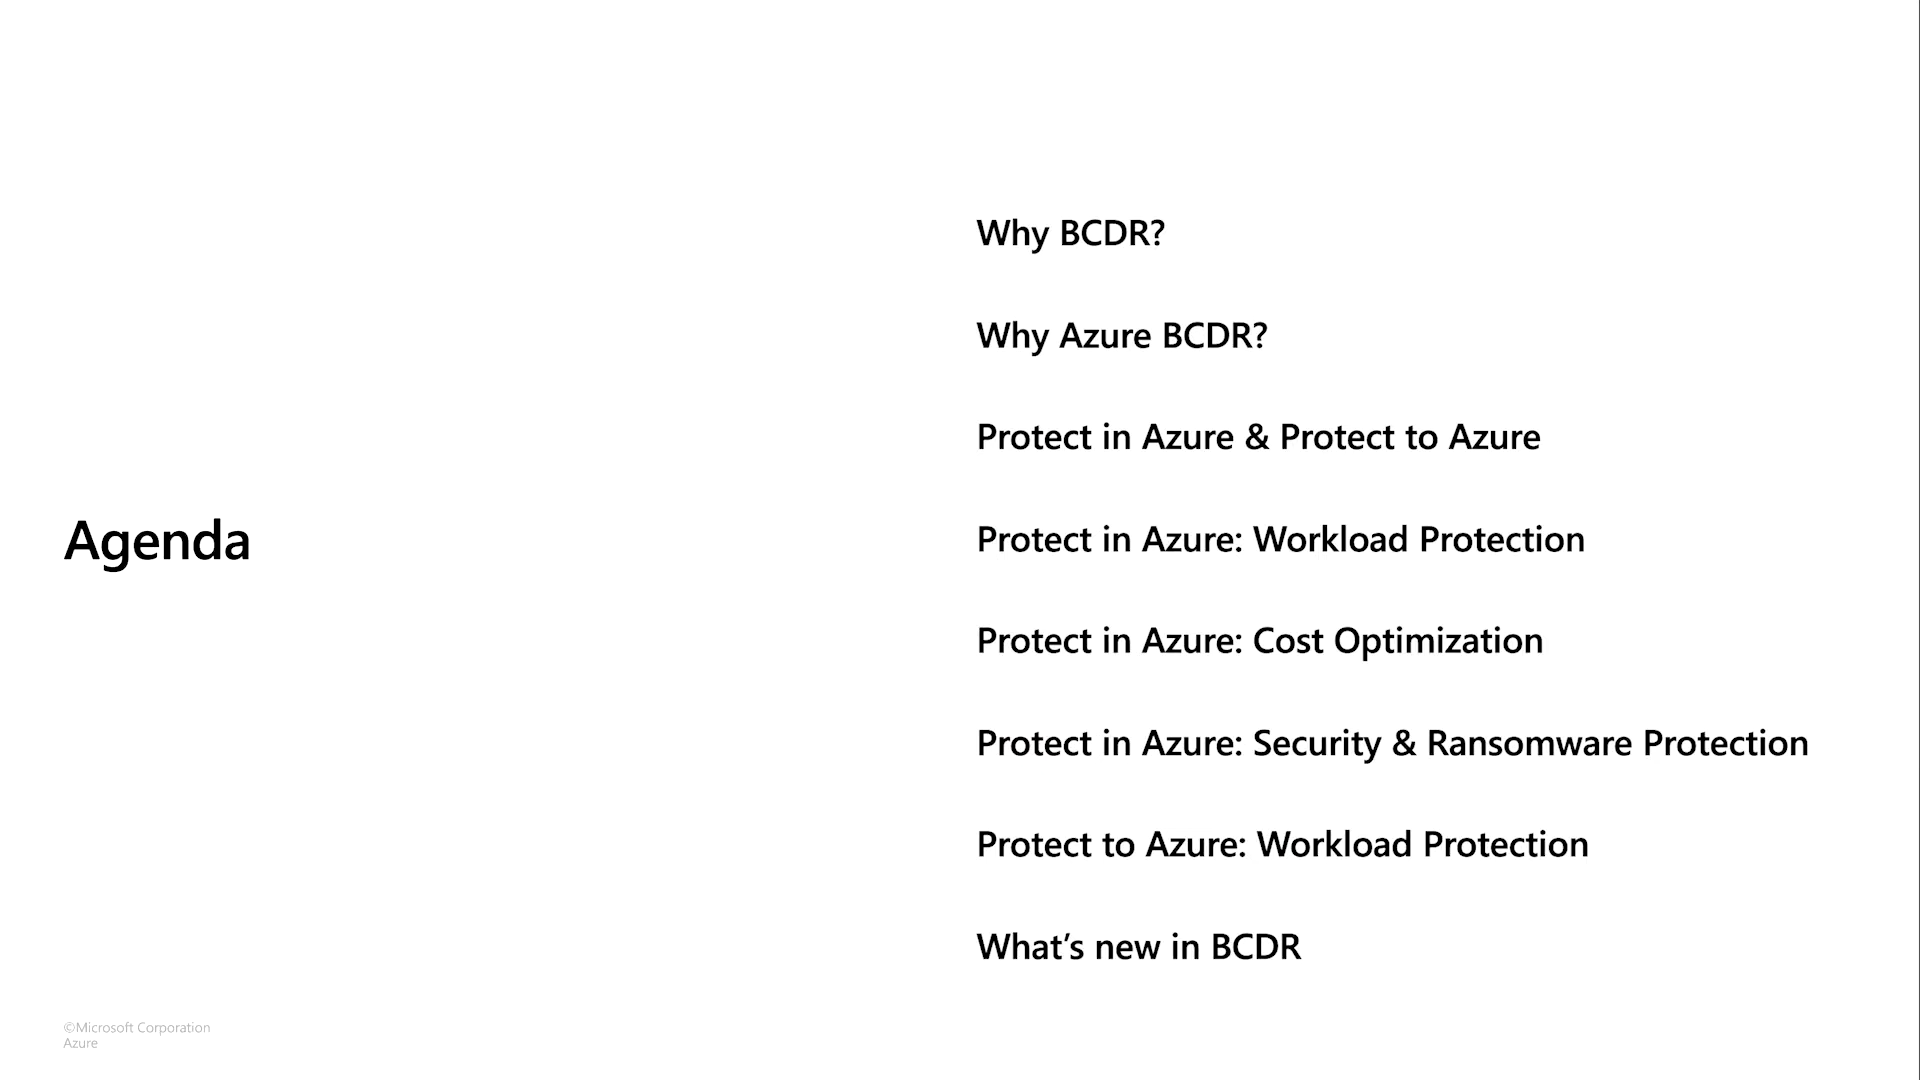 Agenda
Why BCDR?
Why Azure BCDR?
Protect in Azure & Protect to Azure
Protect in Azure: Workload Protection
Protect in Azure: Cost Optimization
Protect in Azure: Security & Ransomware Protection
Protect to Azure: Workload Protection
What’s new in BCDR
©Microsoft Corporation
Azure